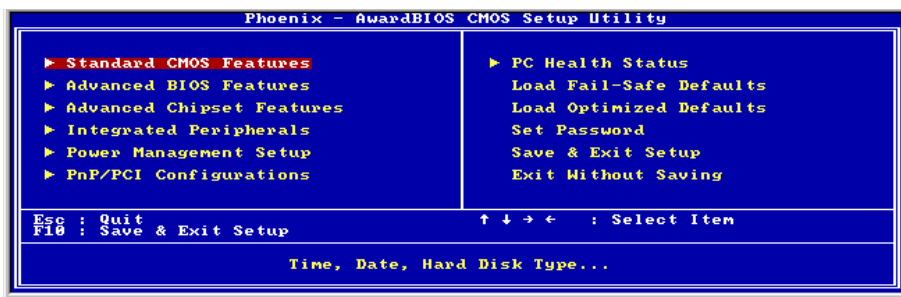 Phoenix - AwardBIOS CMOS Setup Utility
▶ Standard CMOS Features
▶ Advanced BIOS Features
▶ Advanced Chipset Features
▶ Integrated Peripherals
▶ Power Management Setup
▶ PnP/PCI Configurations
▶ PC Health Status
Load Fail-Safe Defaults
Load Optimized Defaults
Set Password
Save & Exit Setup
Exit Without Saving
Esc : Quit
F10 : Save & Exit Setup
↑ ↓ → ← : Select Item
Time, Date, Hard Disk Type...